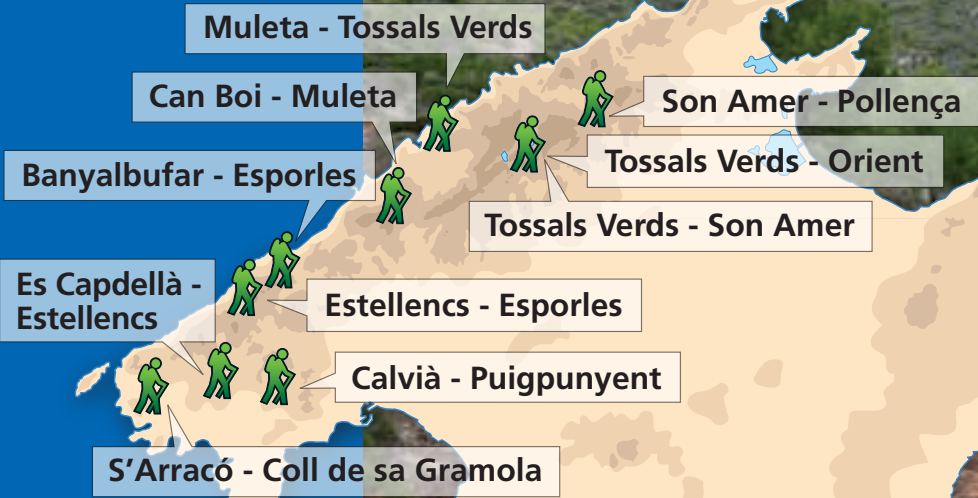 Muleta - Tossals Verds
Can Boi - Muleta
Son Amer - Pollença
Banyalbufar - Esporles
Tossals Verds - Orient
Tossals Verds - Son Amer
Es Capdellà -
Estellencs
Estellencs - Esporles
Calvià - Puigpunyent
S'Arracó - Coll de sa Gramola